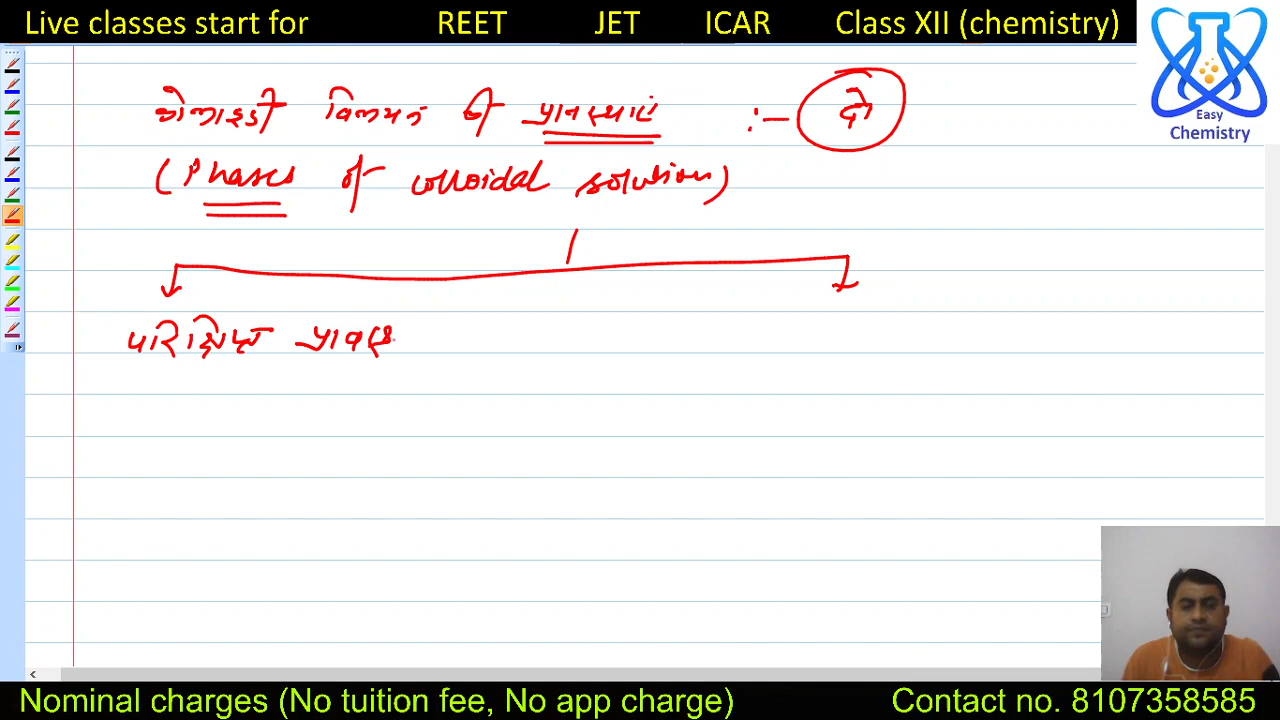 Live classes start for REET JET ICAR Class XII (chemistry)
Easy
Chemistry
कोलाइडी विलयन की प्रावस्थाएं :- दो
(Phases of colloidal solution)
परिक्षिप्त प्रावस्
Nominal charges (No tuition fee, No app charge) Contact no. 8107358585